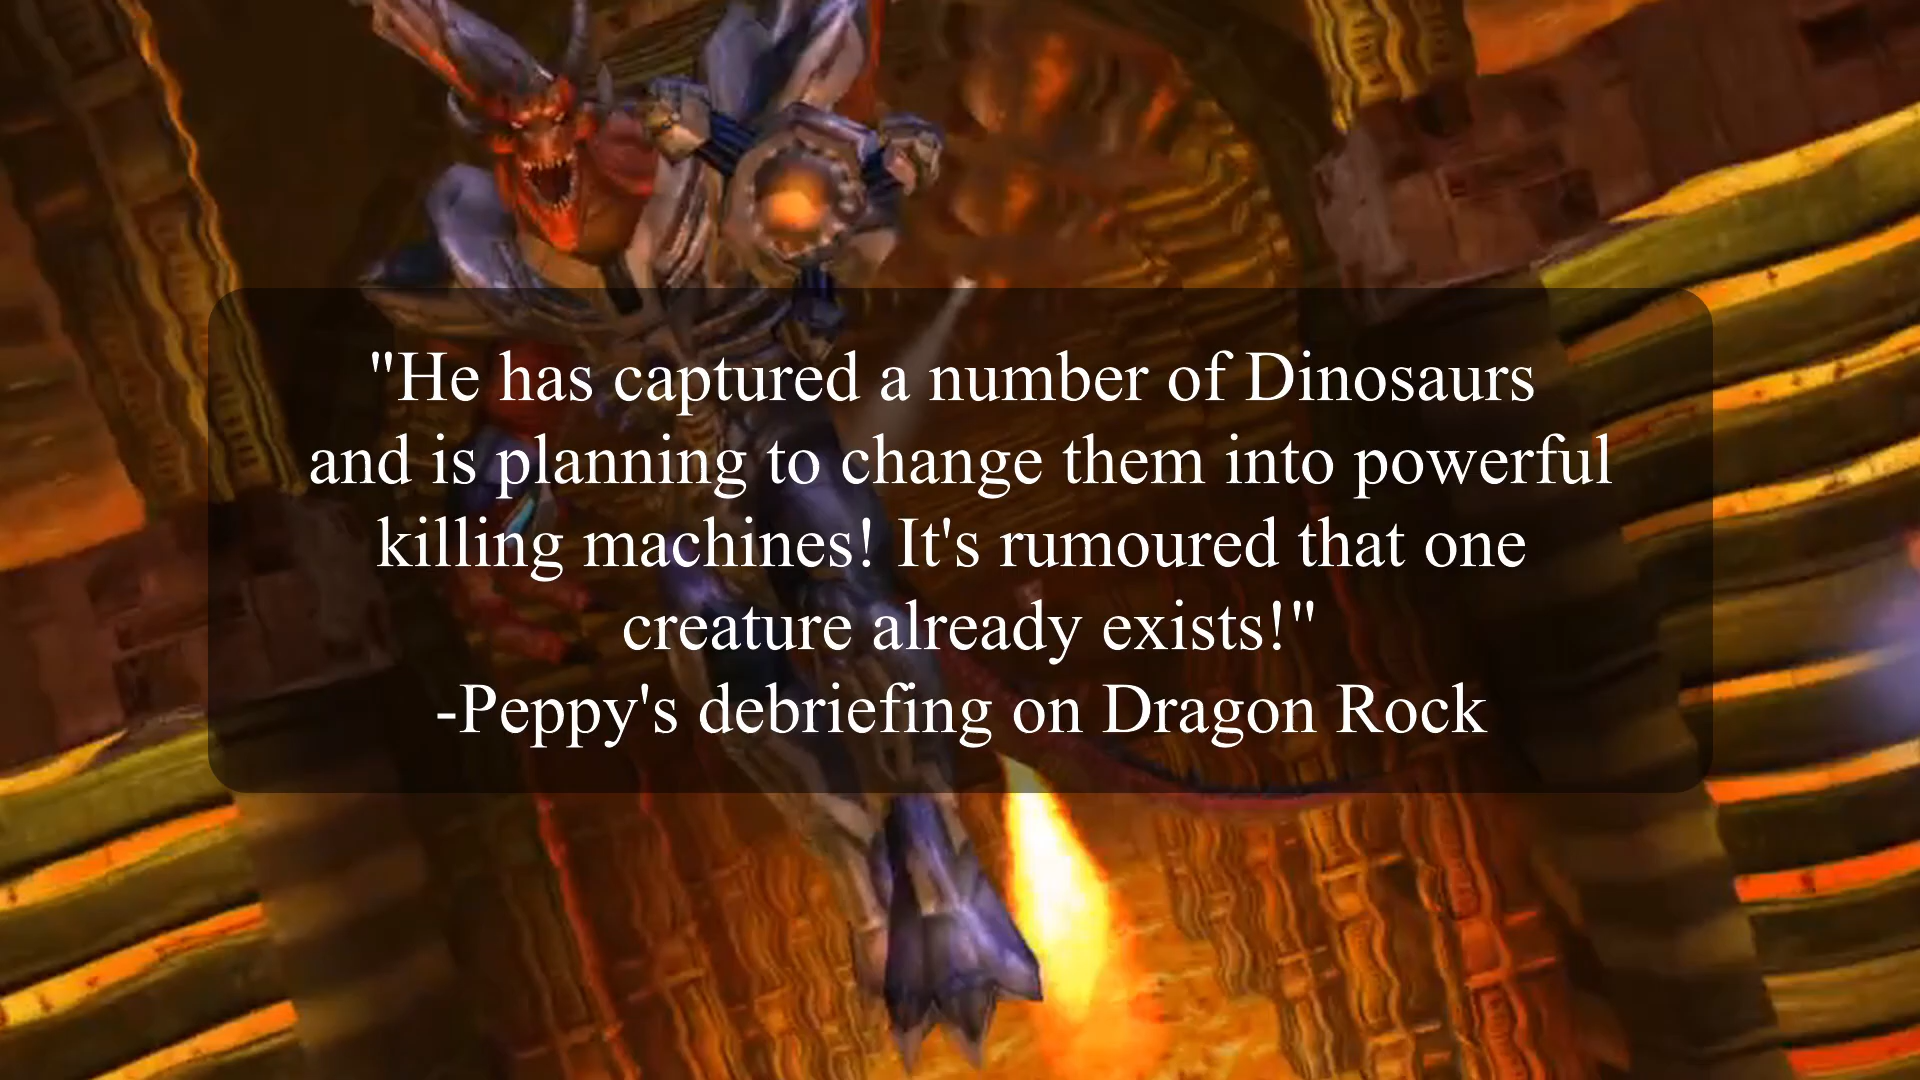 "He has captured a number of Dinosaurs
and is planning to change them into powerful
killing machines! It's rumoured that one
creature already exists!"
-Peppy's debriefing on Dragon Rock